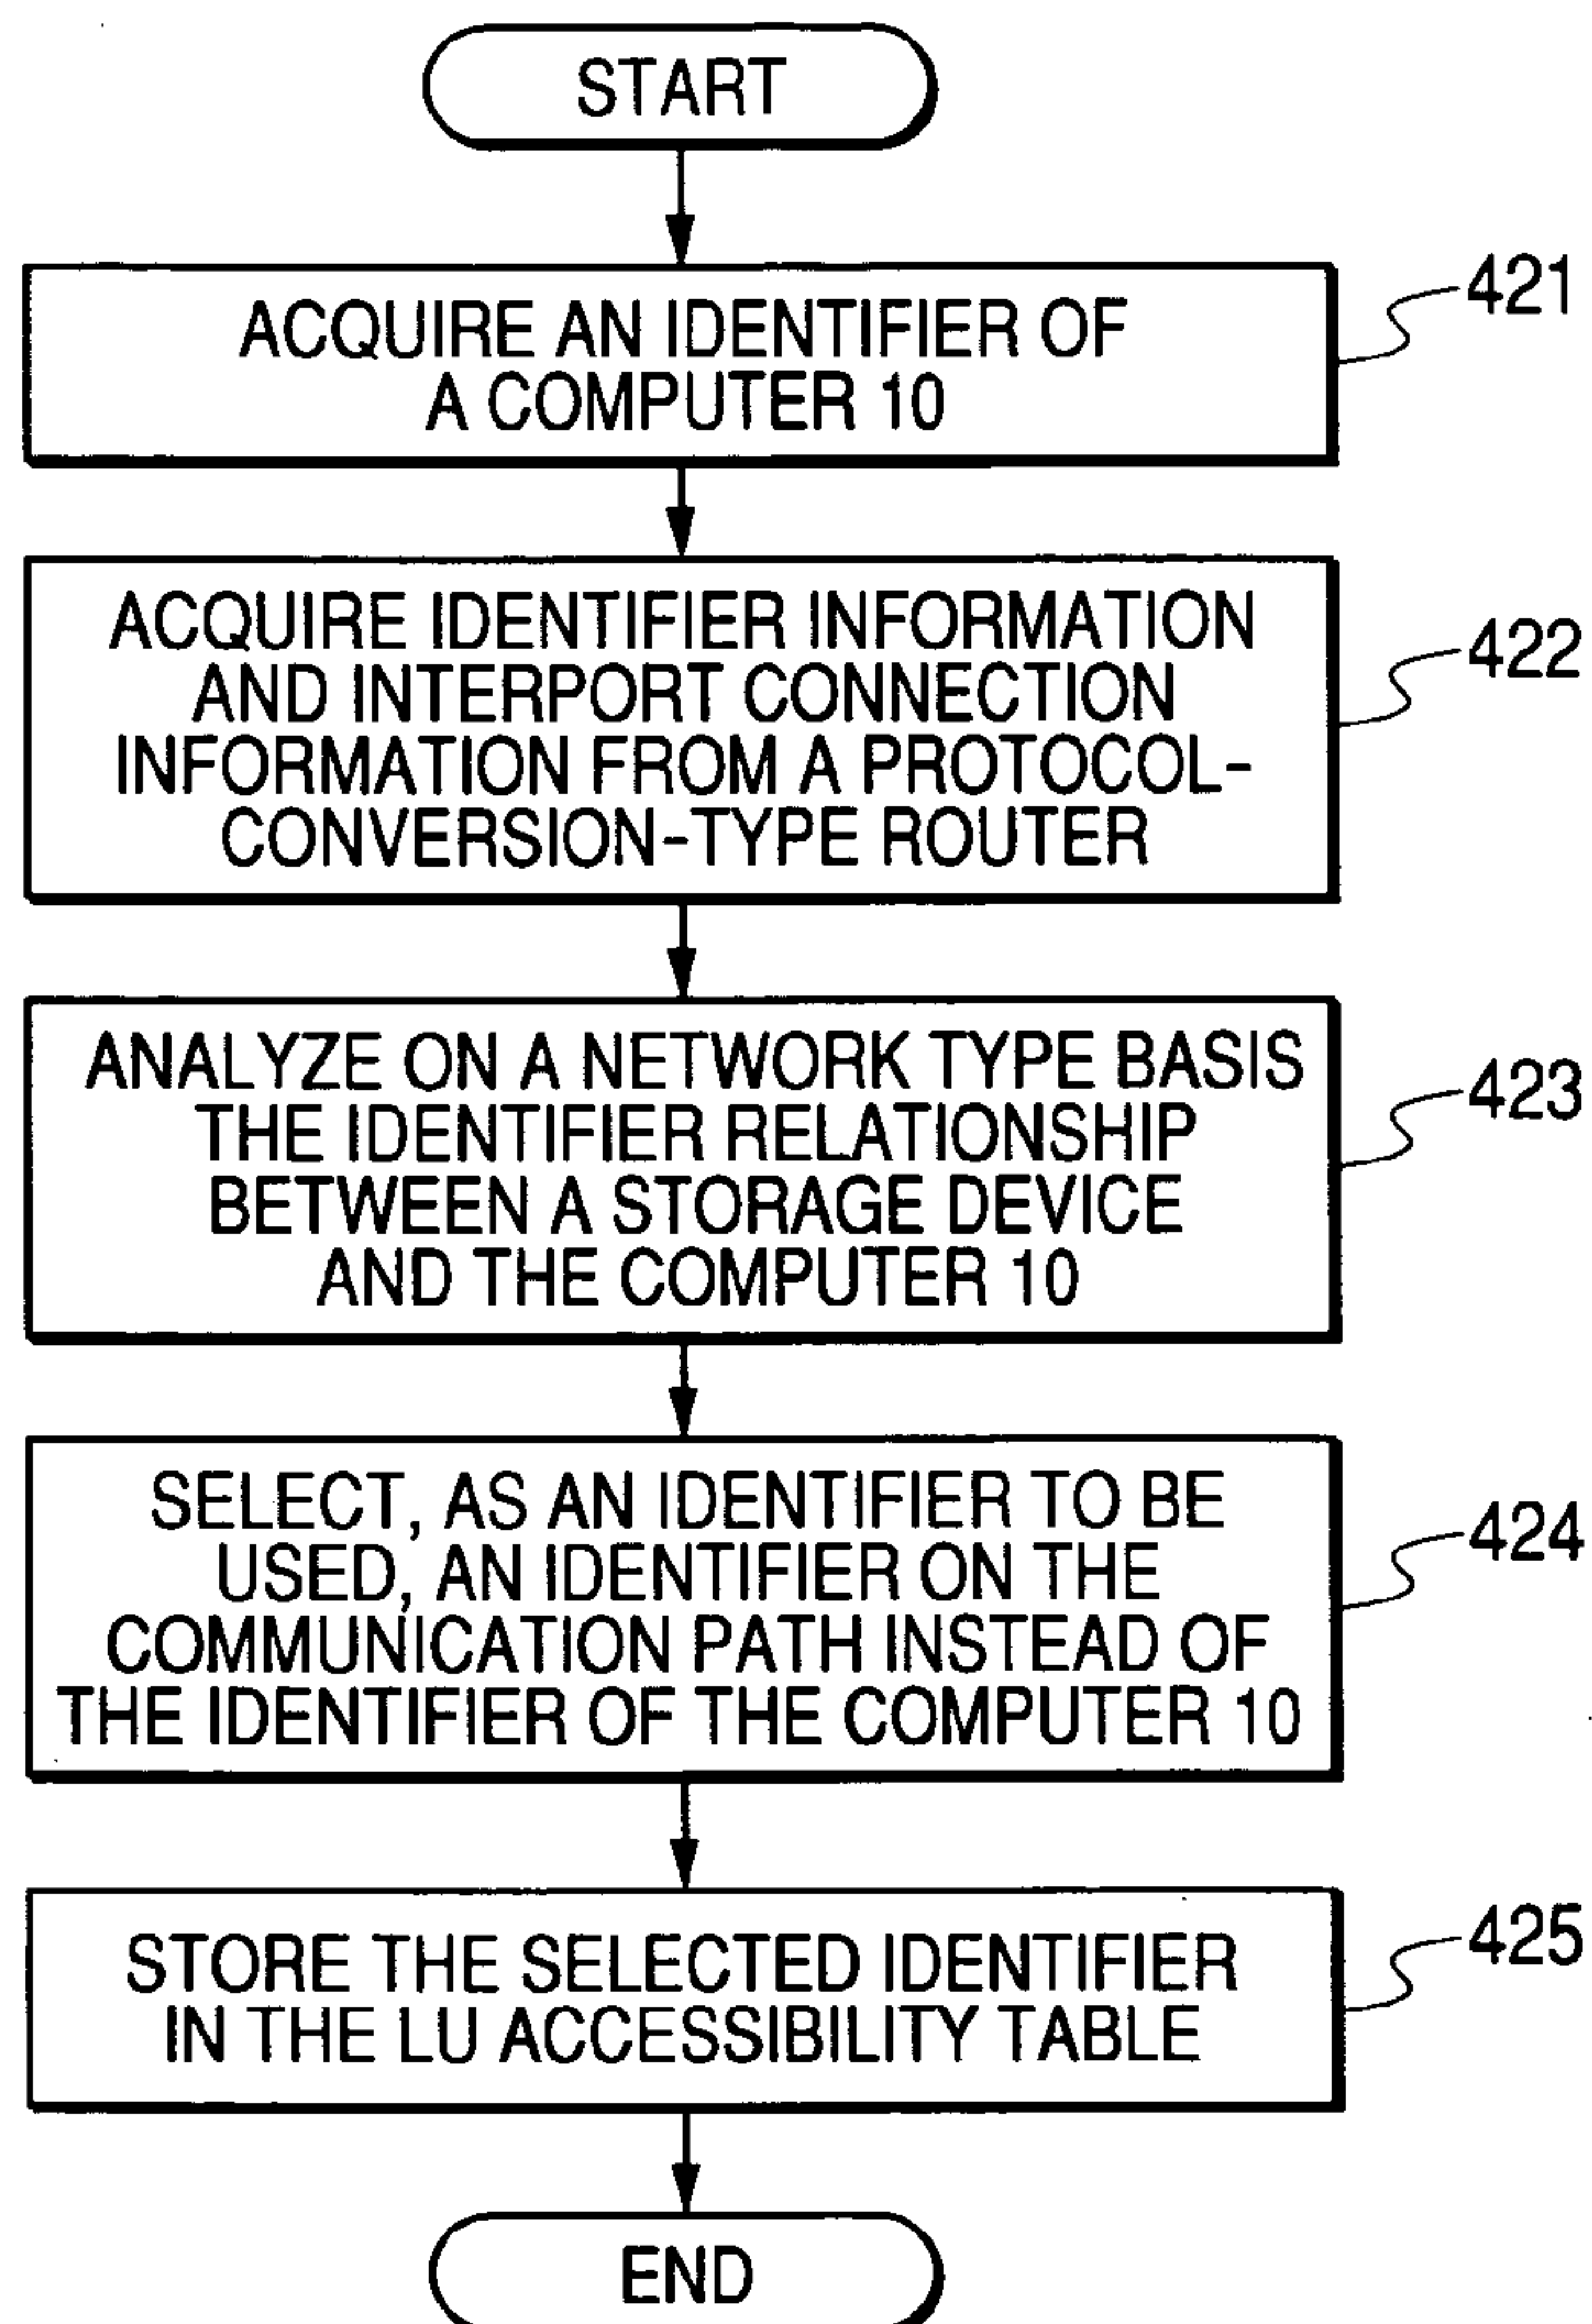 START
ACQUIRE AN IDENTIFIER OF
A COMPUTER 10
421
ACQUIRE IDENTIFIER INFORMATION
AND INTERPORT CONNECTION
INFORMATION FROM A PROTOCOL-
CONVERSION-TYPE ROUTER
422
ANALYZE ON A NETWORK TYPE BASIS
THE IDENTIFIER RELATIONSHIP
BETWEEN A STORAGE DEVICE
AND THE COMPUTER 10
423
SELECT, AS AN IDENTIFIER TO BE
USED, AN IDENTIFIER ON THE
COMMUNICATION PATH INSTEAD OF
THE IDENTIFIER OF THE COMPUTER 10
424
STORE THE SELECTED IDENTIFIER
IN THE LU ACCESSIBILITY TABLE
425
END